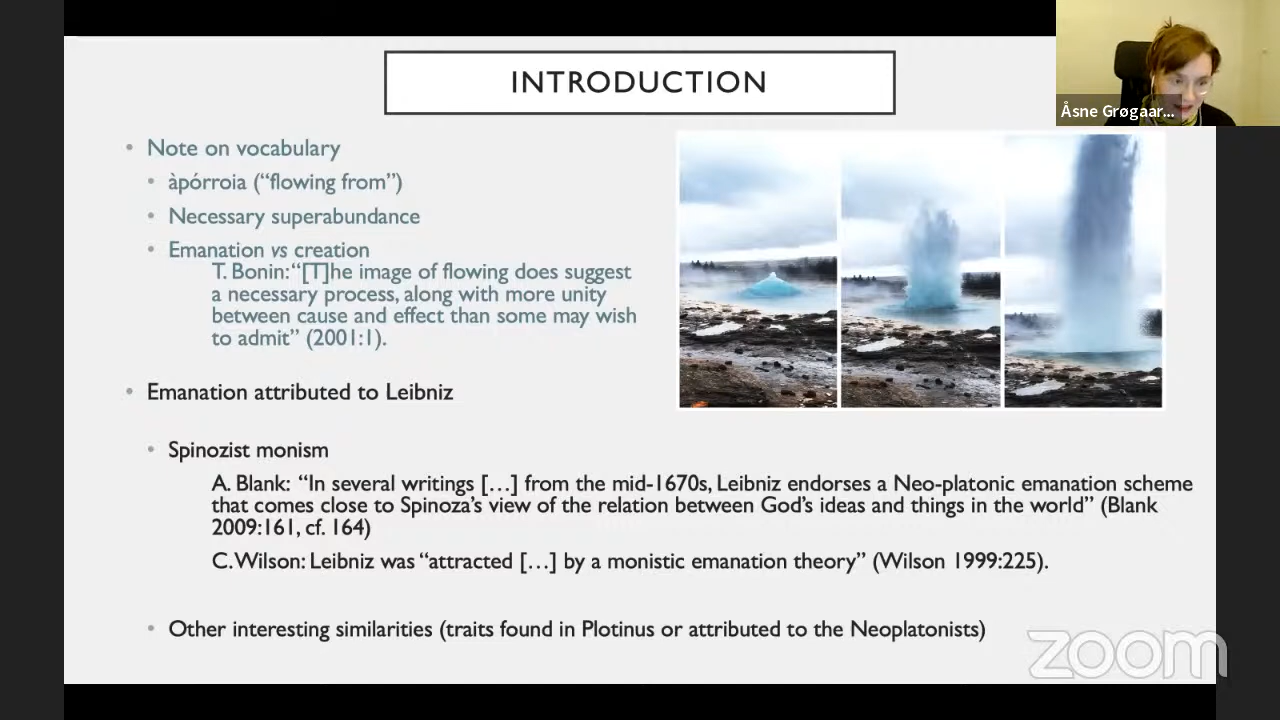 INTRODUCTION
Åsne Grøgaar...
Note on vocabulary
àpórroia (“flowing from”)
Necessary superabundance
Emanation vs creation
T. Bonin: “[T]he image of flowing does suggest
a necessary process, along with more unity
between cause and effect than some may wish
to admit” (2001:1).
Emanation attributed to Leibniz
Spinozist monism
A. Blank: “In several writings […] from the mid-1670s, Leibniz endorses a Neo-platonic emanation scheme
that comes close to Spinoza’s view of the relation between God’s ideas and things in the world” (Blank
2009:161, cf. 164)
C. Wilson: Leibniz was “attracted […] by a monistic emanation theory” (Wilson 1999:225).
Other interesting similarities (traits found in Plotinus or attributed to the Neoplatonists)
zoom